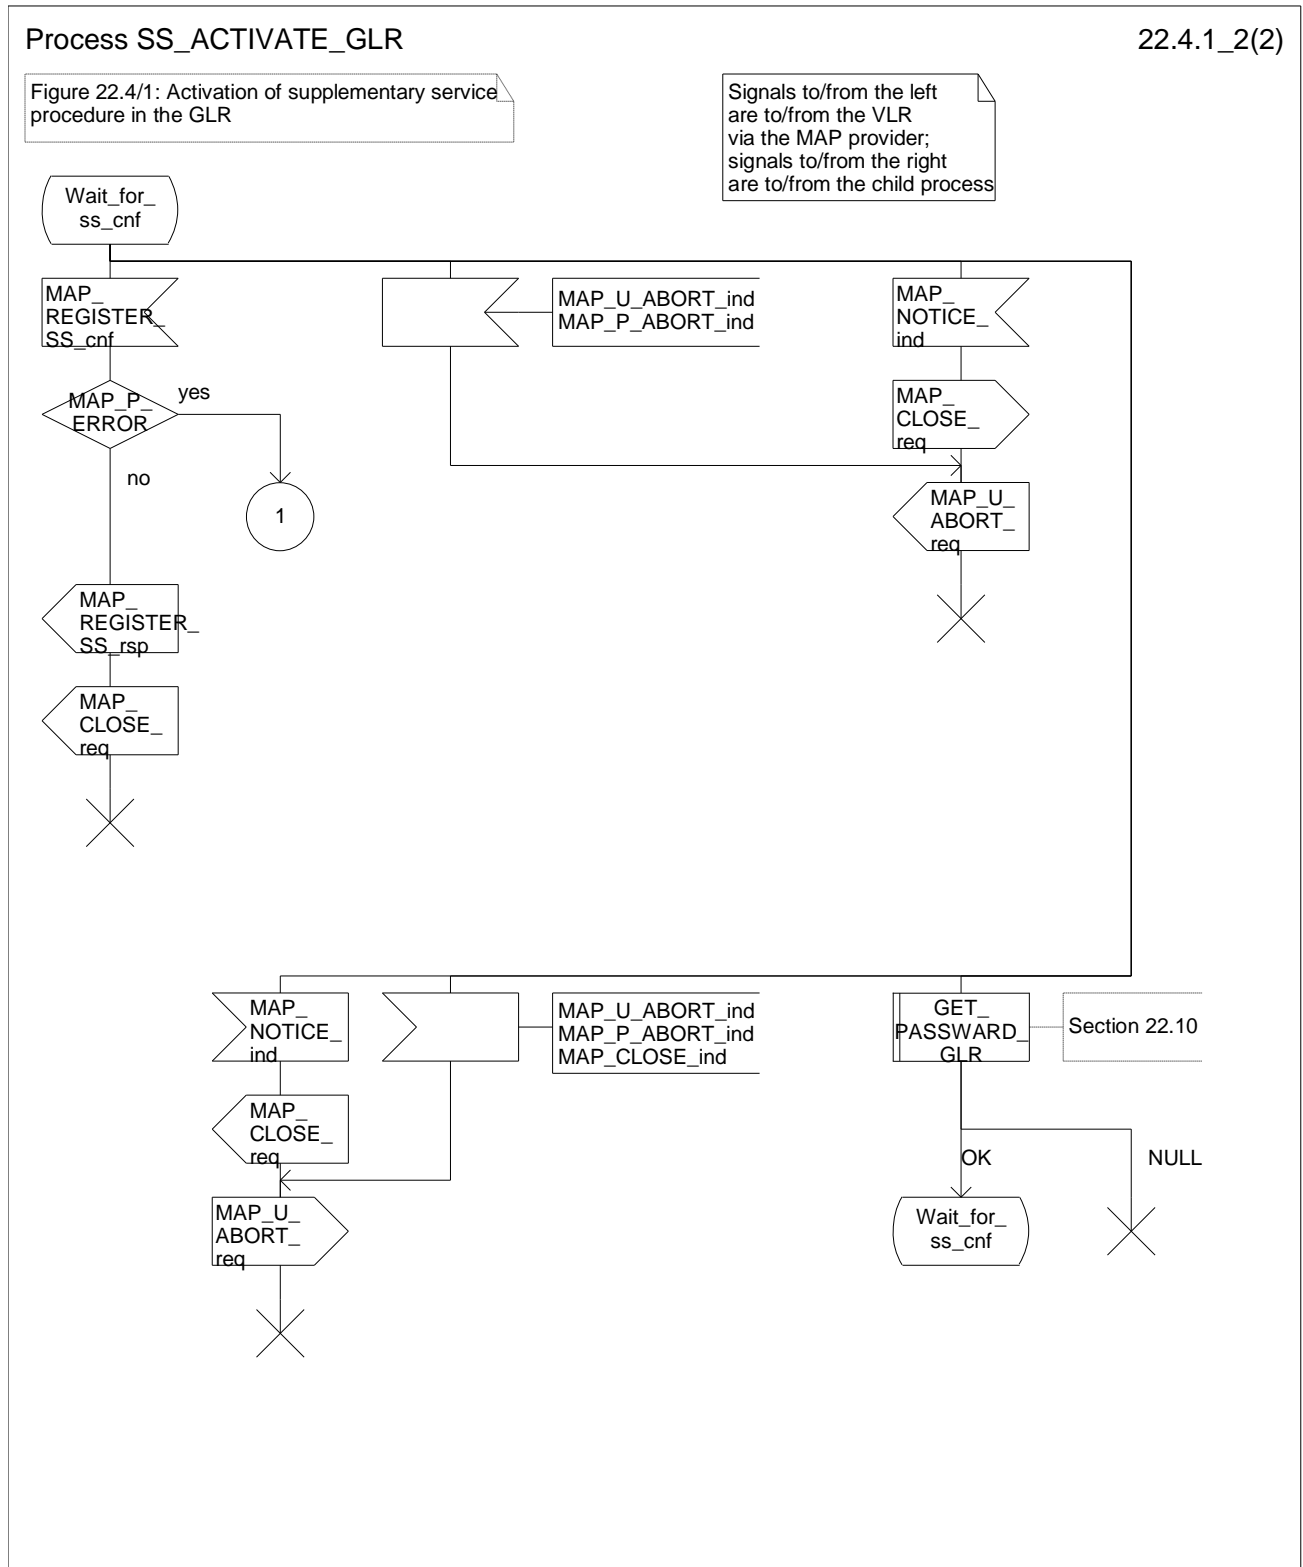 Process SS_ACTIVATE_GLR
22.4.1_2(2)
Figure 22.4/1: Activation of supplementary service
procedure in the GLR
Signals to/from the left
are to/from the VLR
via the MAP provider;
signals to/from the right
are to/from the child process
Wait_for_
ss_cnf
MAP_
REGISTER_
SS_cnf
MAP_U_ABORT_ind
MAP_P_ABORT_ind
MAP_
NOTICE_
ind
MAP_P_
ERROR
yes
no
1
MAP_
CLOSE_
req
MAP_U_
ABORT_
req
MAP_
REGISTER_
SS_rsp
MAP_
CLOSE_
req
MAP_
NOTICE_
ind
MAP_U_ABORT_ind
MAP_P_ABORT_ind
MAP_CLOSE_ind
GET_
PASSWARD_
GLR
Section 22.10
MAP_
CLOSE_
req
OK
NULL
MAP_U_
ABORT_
req
Wait_for_
ss_cnf